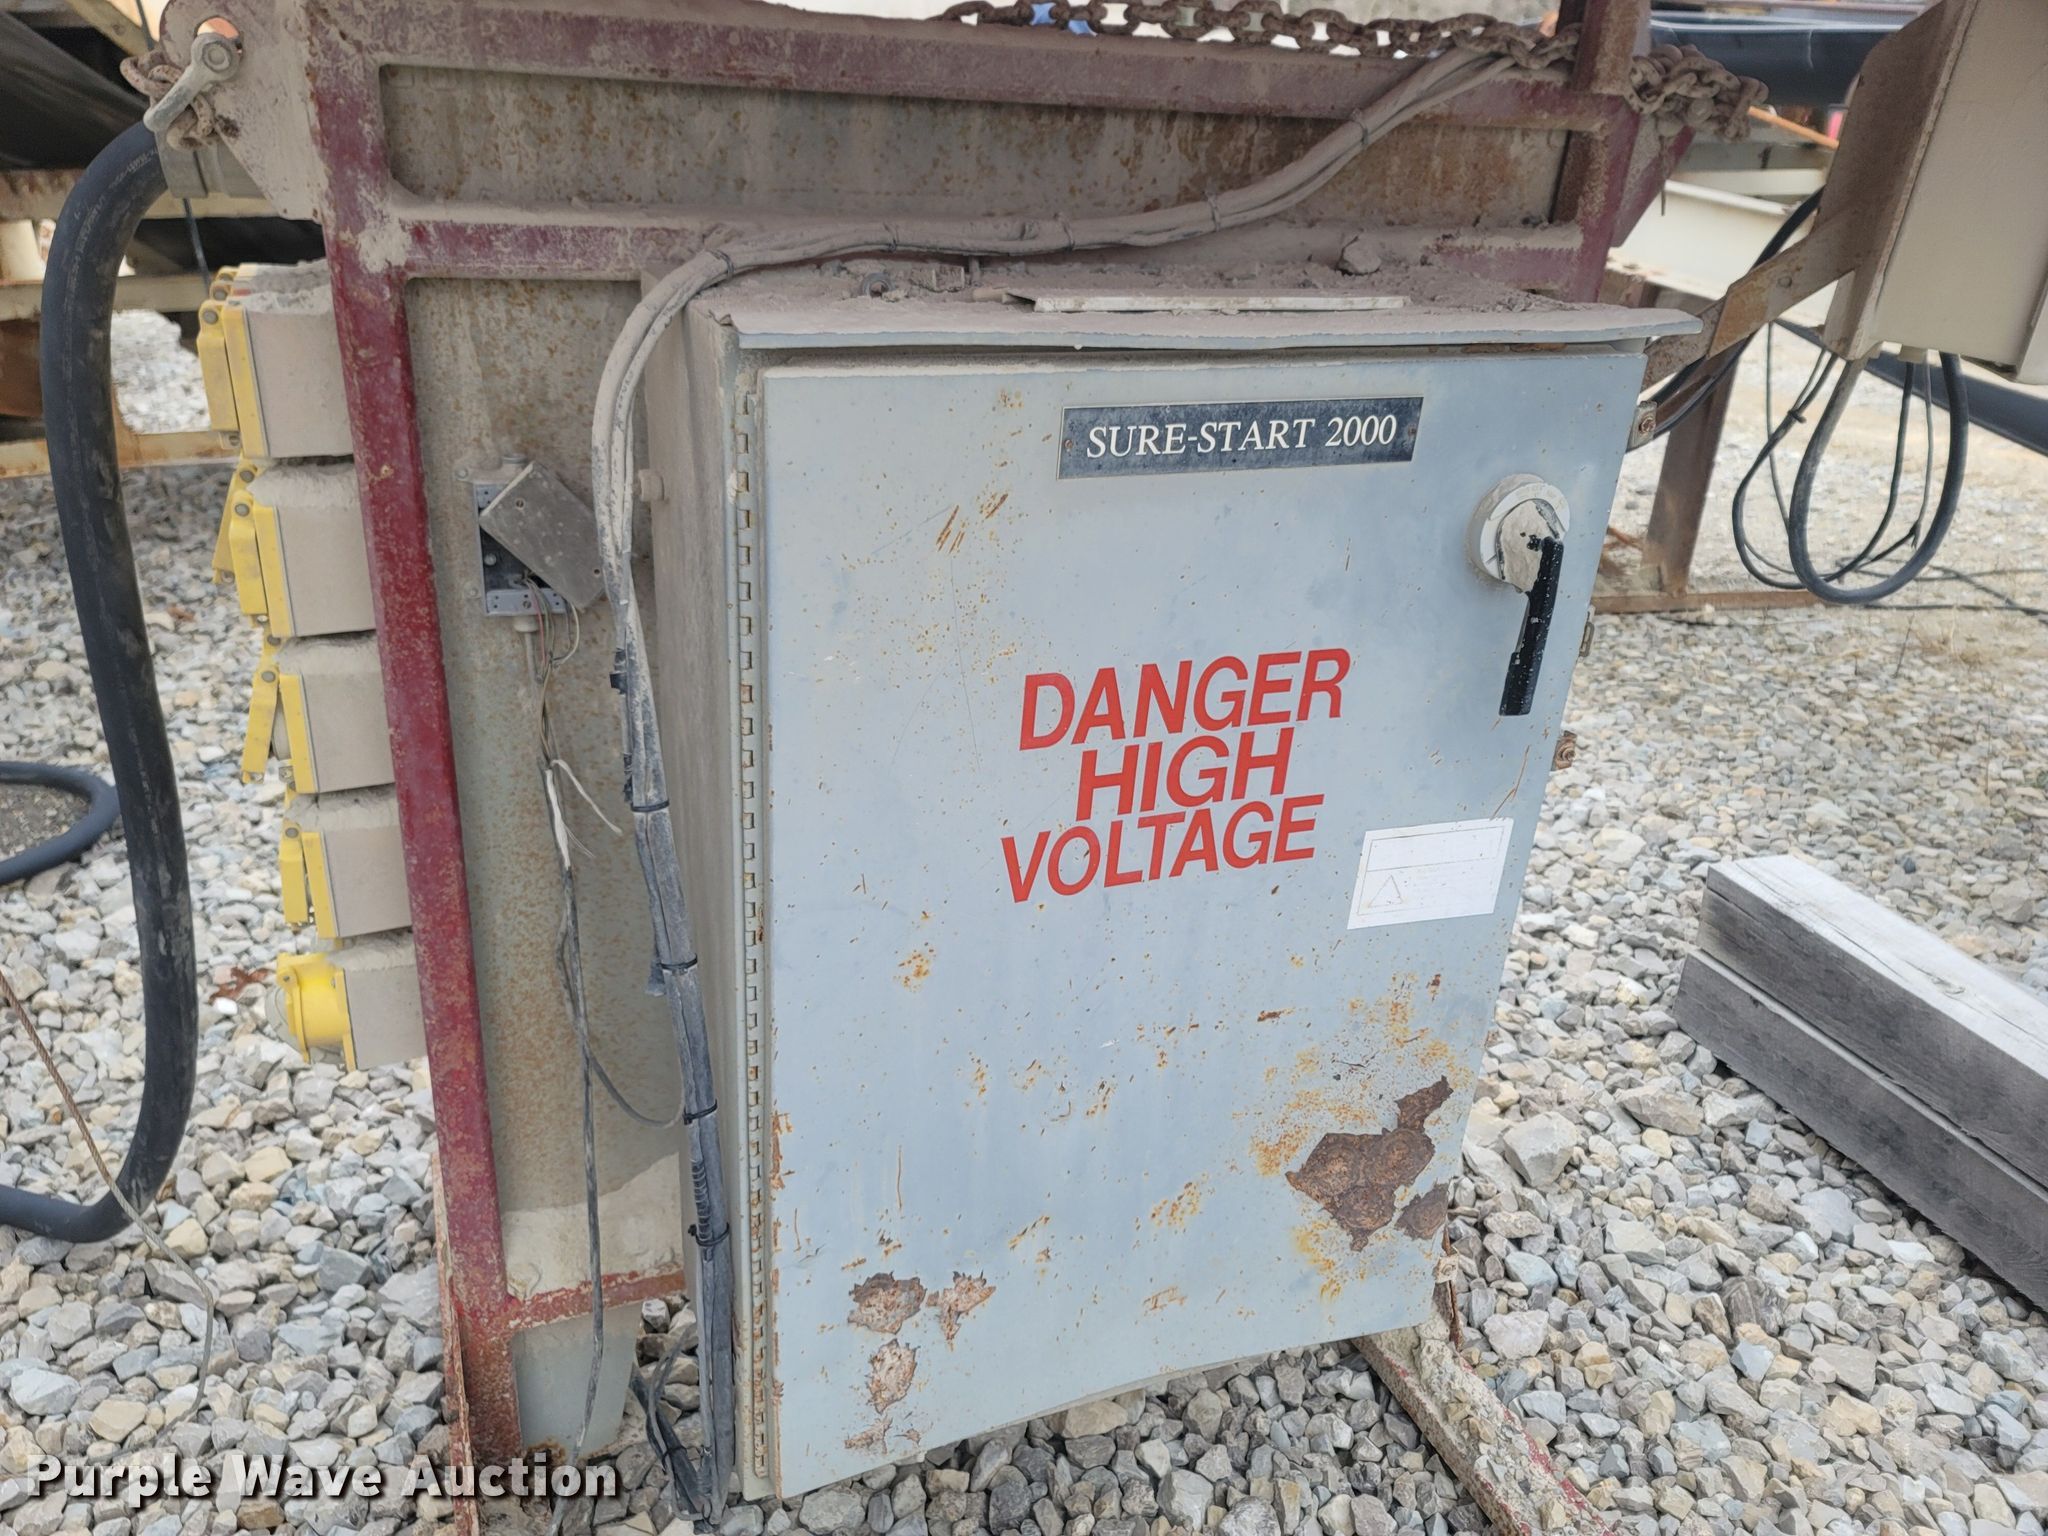 SURE-START 2000
DANGER
HIGH
VOLTAGE
Purple Wave Auction